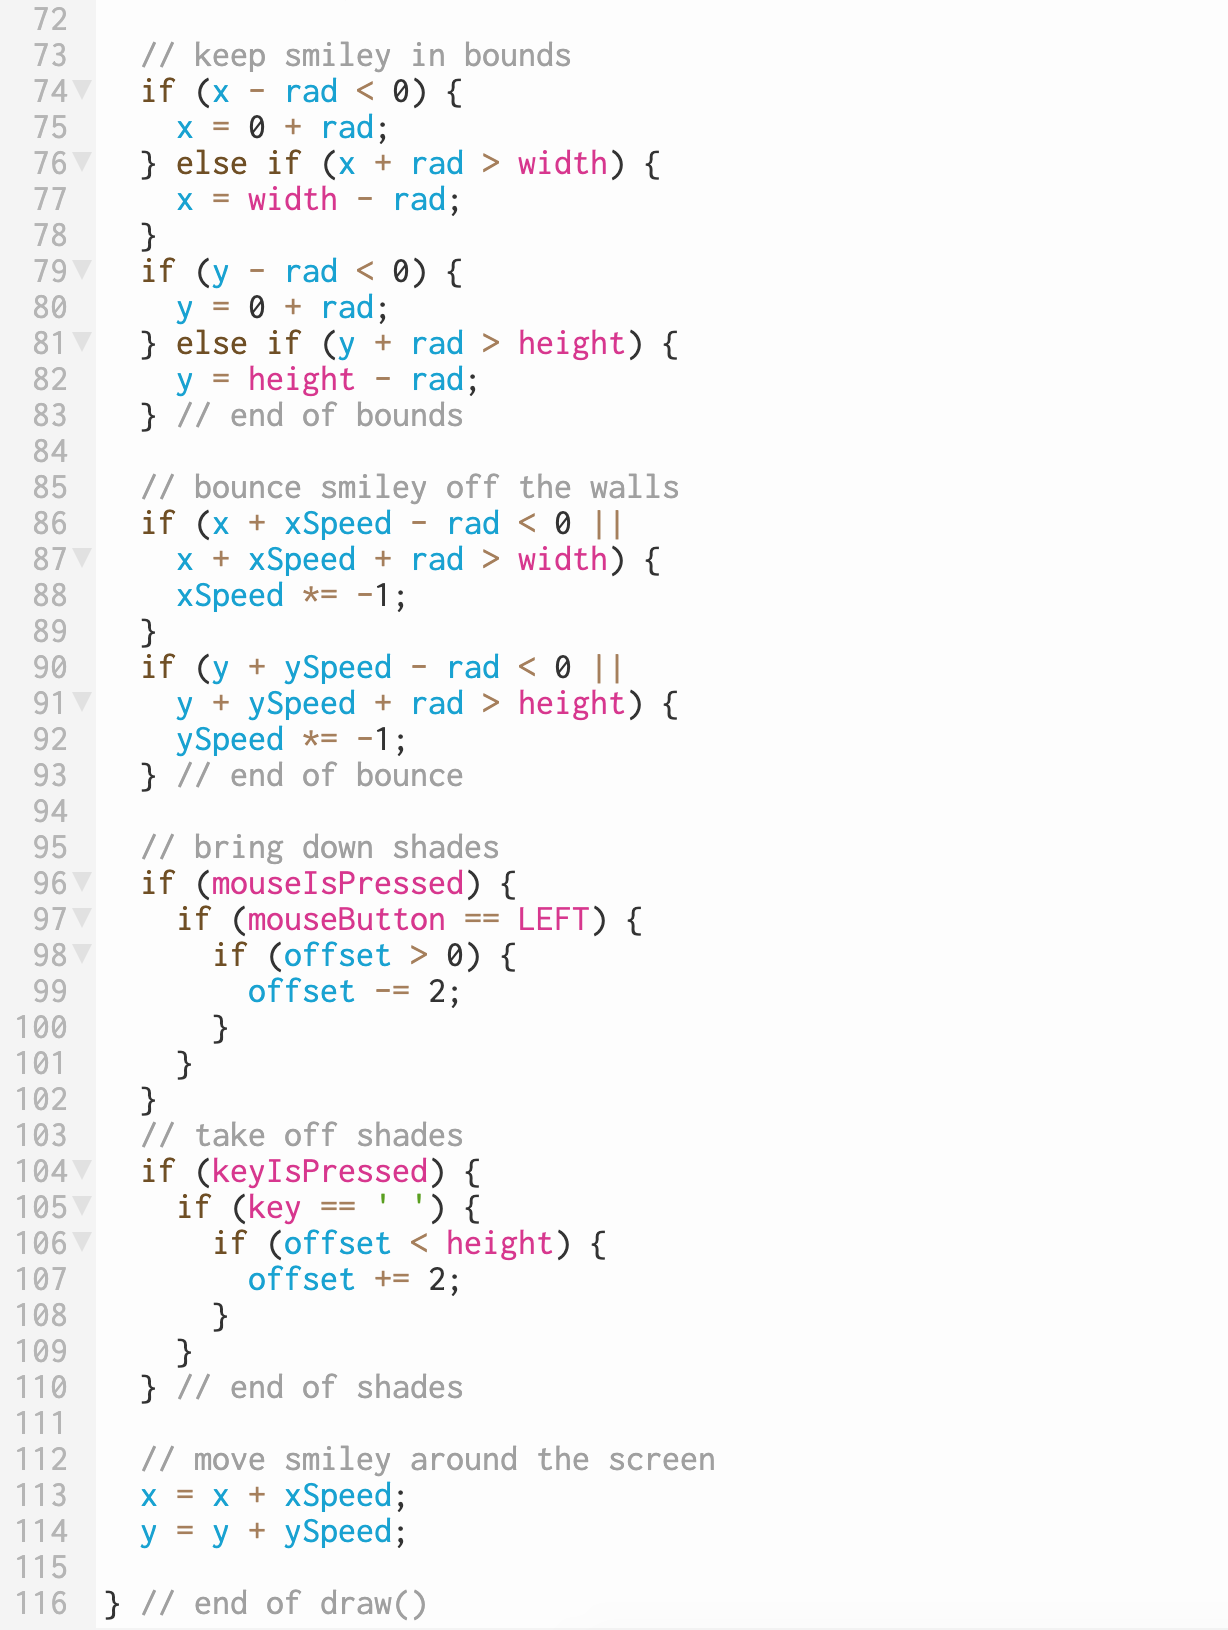 72
73   // keep smiley in bounds
74   if (x - rad < 0) {
75     x = 0 + rad;
76   } else if (x + rad > width) {
77     x = width - rad;
78   }
79   if (y - rad < 0) {
80     y = 0 + rad;
81   } else if (y + rad > height) {
82     y = height - rad;
83   } // end of bounds
84
85   // bounce smiley off the walls
86   if (x + xSpeed - rad < 0 ||
87     x + xSpeed + rad > width) {
88     xSpeed *= -1;
89   }
90   if (y + ySpeed - rad < 0 ||
91     y + ySpeed + rad > height) {
92     ySpeed *= -1;
93   } // end of bounce
94
95   // bring down shades
96   if (mouseIsPressed) {
97     if (mouseButton == LEFT) {
98       if (offset > 0) {
99         offset -= 2;
100       }
101     }
102   }
103   // take off shades
104   if (keyIsPressed) {
105     if (key == ' ') {
106       if (offset < height) {
107         offset += 2;
108       }
109     }
110   } // end of shades
111
112   // move smiley around the screen
113   x = x + xSpeed;
114   y = y + ySpeed;
115
116 } // end of draw()